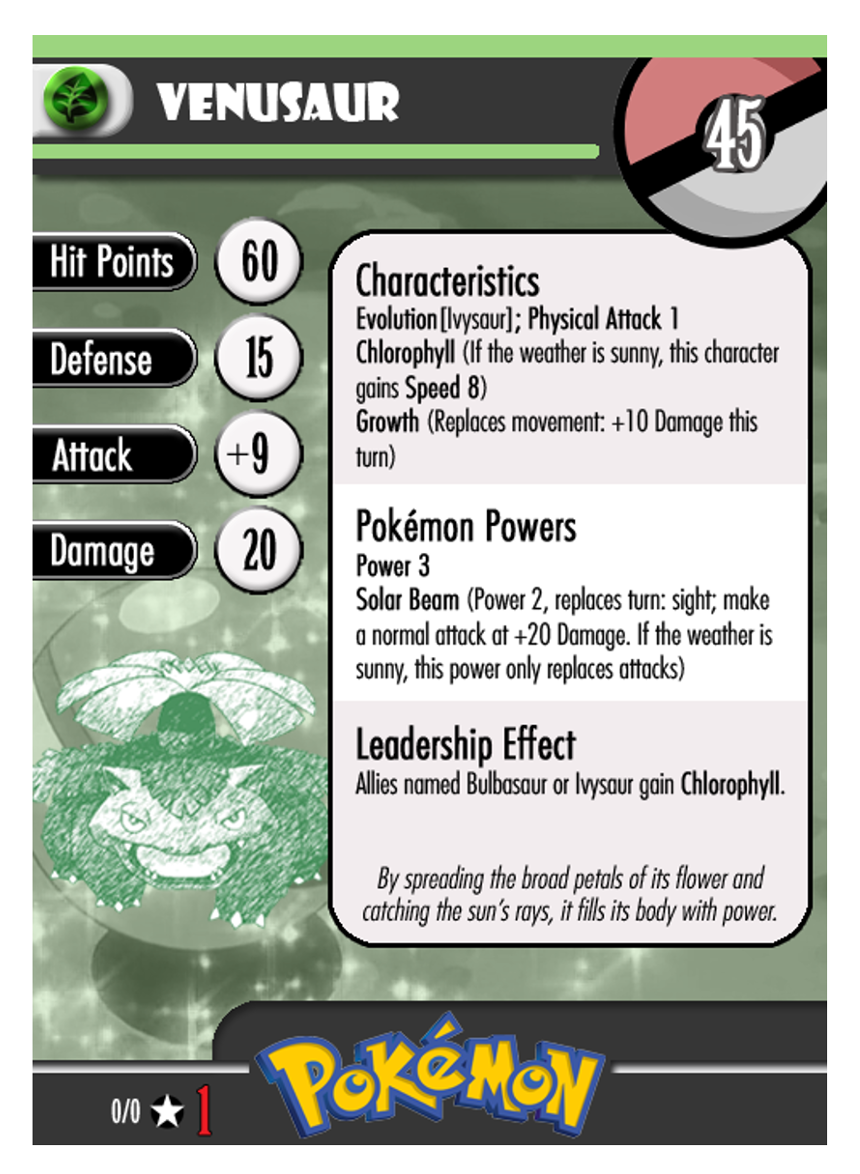 VENUSAUR
45
Hit Points 60
Defense 15
Attack +9
Damage 20
Characteristics
Evolution[Ivysaur]; Physical Attack 1
Chlorophyll (If the weather is sunny, this character
gains Speed 8)
Growth (Replaces movement: +10 Damage this
turn)
Pokémon Powers
Power 3
Solar Beam (Power 2, replaces turn: sight; make
a normal attack at +20 Damage. If the weather is
sunny, this power only replaces attacks)
Leadership Effect
Allies named Bulbasaur or Ivysaur gain Chlorophyll.
By spreading the broad petals of its flower and
catching the sun's rays, it fills its body with power.
0/0 ★ 1
POKéMON